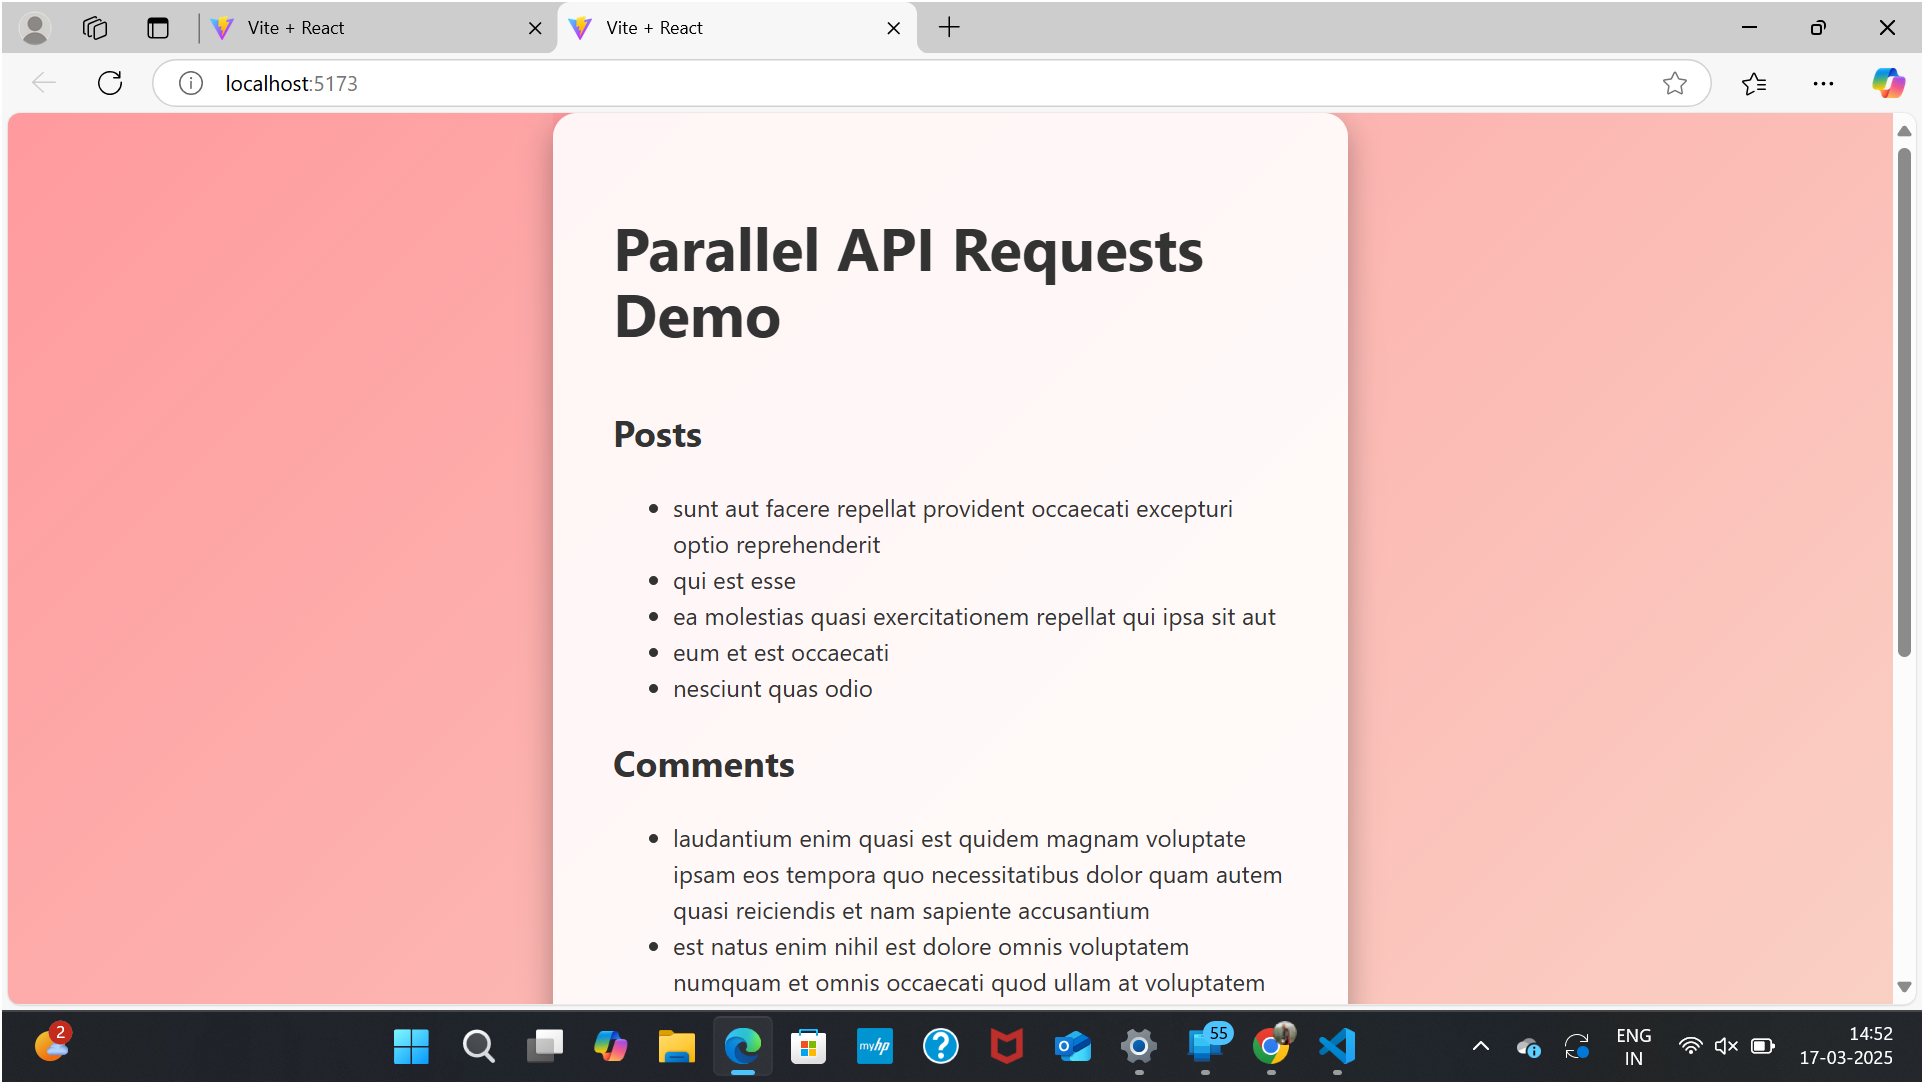 Vite + React
Vite + React
localhost:5173
Parallel API Requests
Demo
Posts
sunt aut facere repellat provident occaecati excepturi
optio reprehenderit
qui est esse
ea molestias quasi exercitationem repellat qui ipsa sit aut
eum et est occaecati
nesciunt quas odio
Comments
laudantium enim quasi est quidem magnam voluptate
ipsam eos tempora quo necessitatibus dolor quam autem
quasi reiciendis et nam sapiente accusantium
est natus enim nihil est dolore omnis voluptatem
numquam et omnis occaecati quod ullam at voluptatem
2
myhp
55
ENG
IN
14:52
17-03-2025